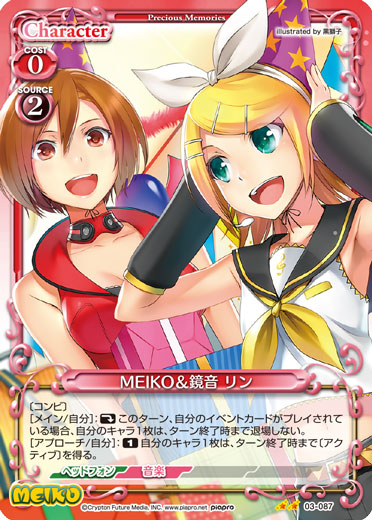 Precious Memories
Character
illustrated by 黒獅子
COST
0
SOURCE
2
MEIKO&鏡音 リン
[コンビ]
[メイン/自分]:このターン、自分のイベントカードがプレイされて
いる場合、自分のキャラ1枚は、ターン終了時まで退場しない。
[アプローチ/自分]:1 自分のキャラ1枚は、ターン終了時まで[アク
ティブ]を得る。
ヘッドフォン 音楽
MEIKO
©Crypton Future Media, INC. www.piapro.net piapro
03-087